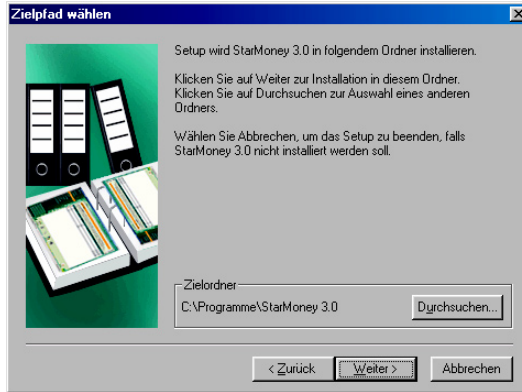 Zielpfad wählen
Setup wird StarMoney 3.0 in folgendem Ordner installieren.
Klicken Sie auf Weiter zur Installation in diesem Ordner.
Klicken Sie auf Durchsuchen zur Auswahl eines anderen
Ordners.
Wählen Sie Abbrechen, um das Setup zu beenden, falls
StarMoney 3.0 nicht installiert werden soll.
Zielordner
C:\Programme\StarMoney 3.0
Durchsuchen...
< Zurück
Weiter >
Abbrechen